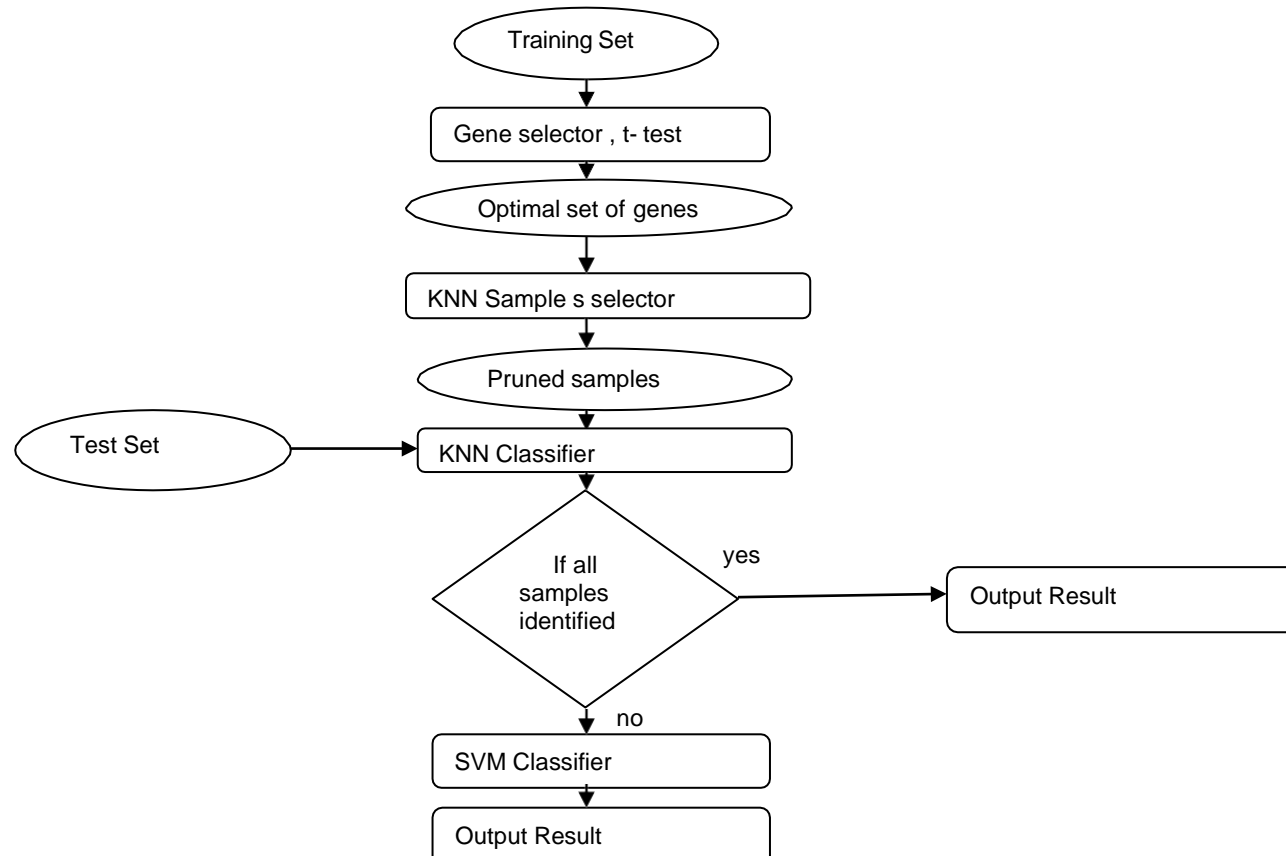 Training Set
Gene selector , t- test
Optimal set of genes
KNN Sample s selector
Pruned samples
Test Set
KNN Classifier
If all
samples
identified
yes
Output Result
no
SVM Classifier
Output Result